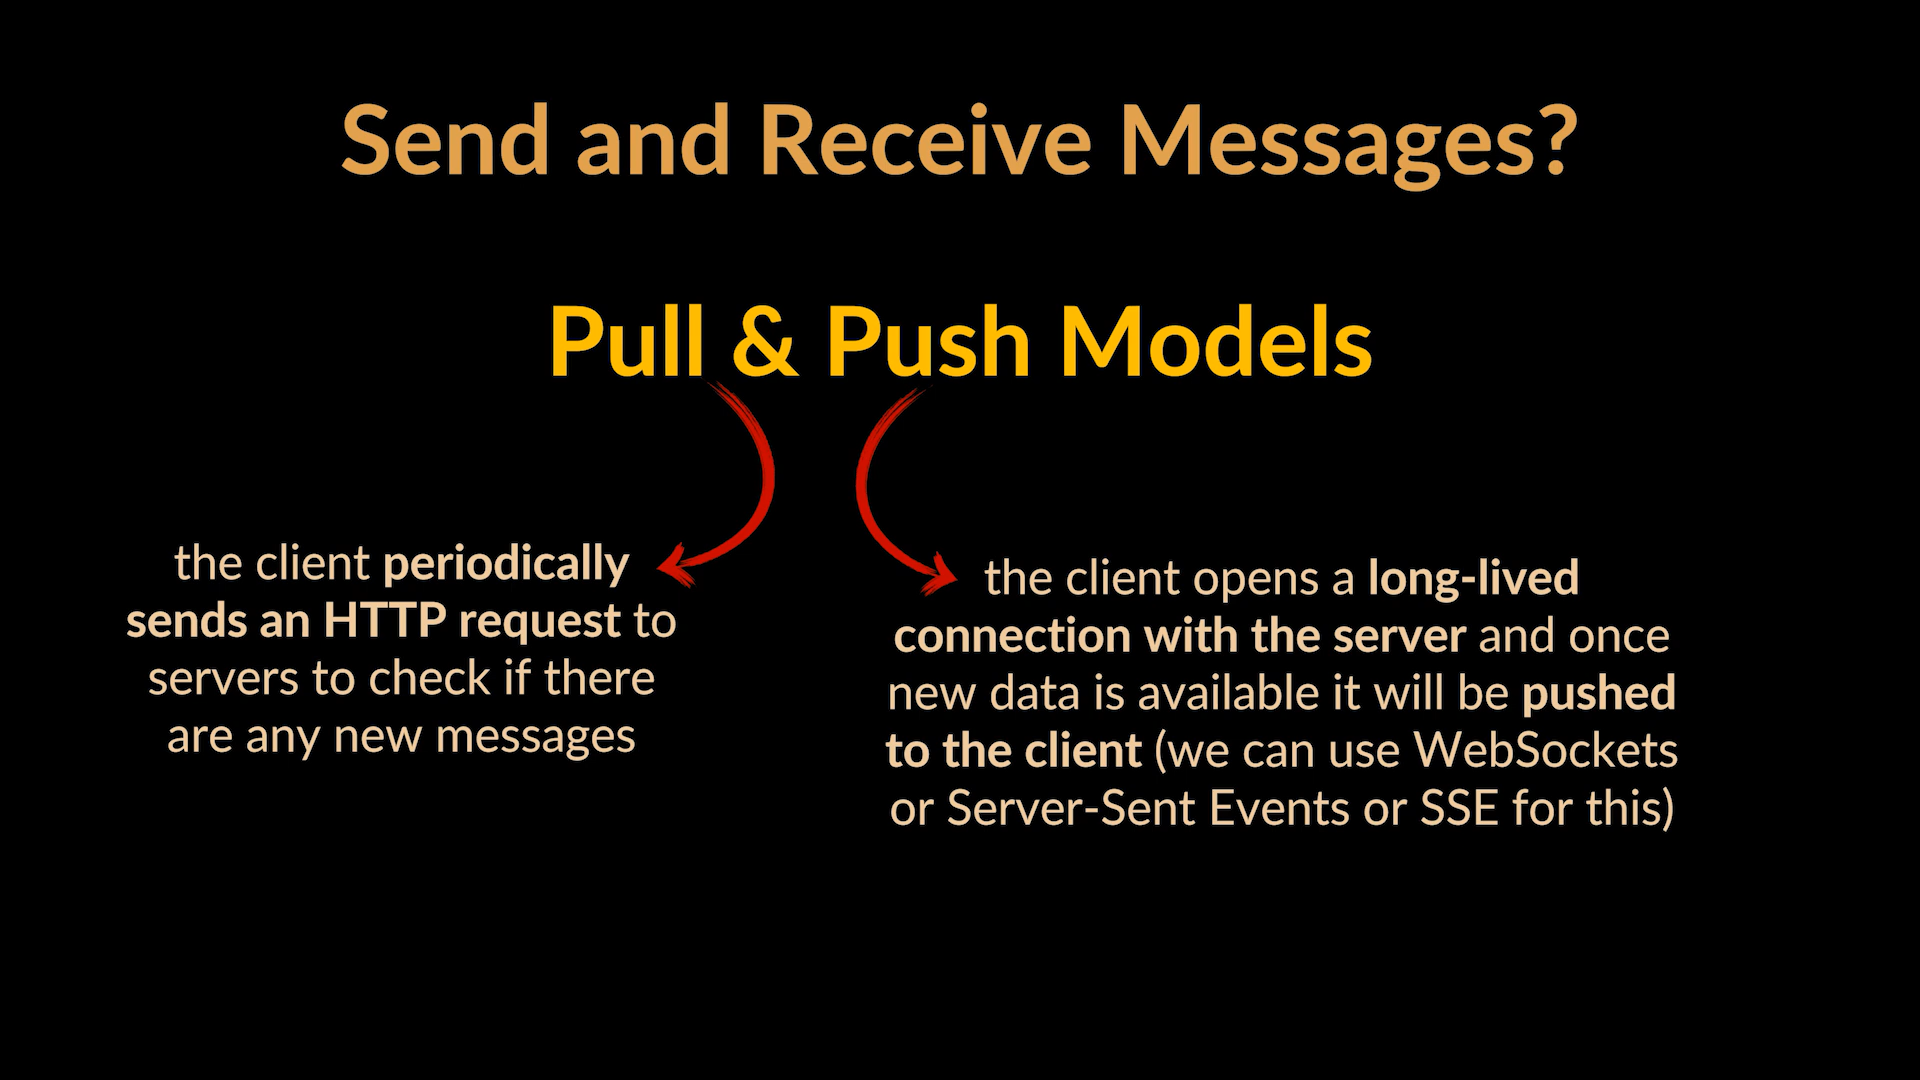 Send and Receive Messages?
Pull & Push Models
the client periodically
sends an HTTP request to
servers to check if there
are any new messages
the client opens a long-lived
connection with the server and once
new data is available it will be pushed
to the client (we can use WebSockets
or Server-Sent Events or SSE for this)